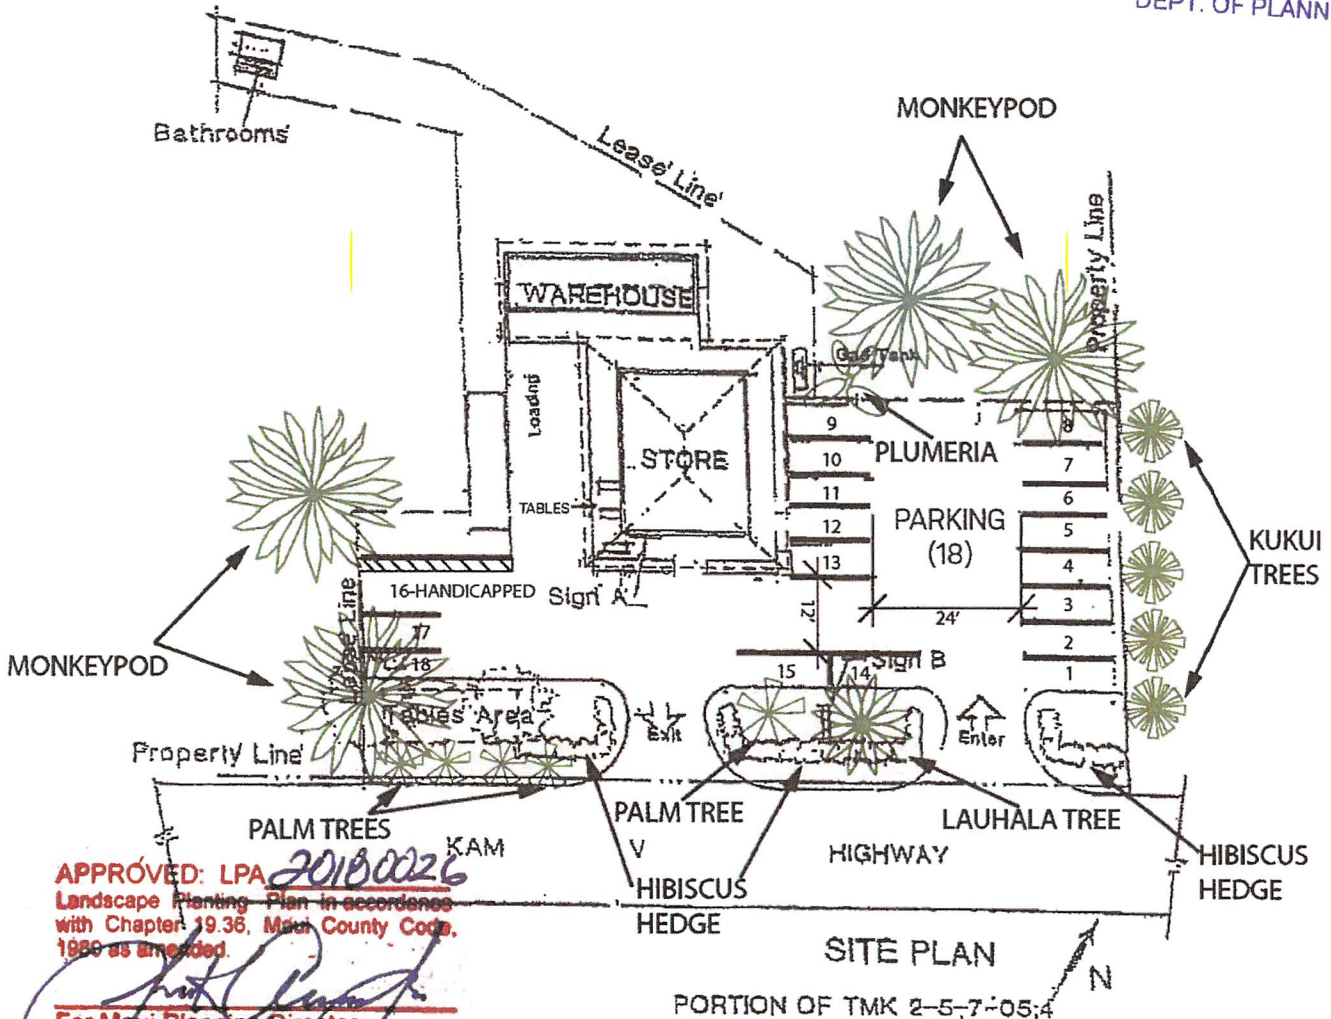 DEPT. OF PLANN
Bathrooms
Lease Line
MONKEYPOD
Property Line
WAREHOUSE
Gas Tank
Loading
STORE
TABLES
PLUMERIA
9
10
11
12
13
8
7
6
5
4
3
2
1
PARKING
(18)
24'
12'
KUKUI
TREES
16-HANDICAPPED
Sign A
Lease Line
17
18
MONKEYPOD
Tables Area
Exit
15
14
Sign B
Enter
Property Line
PALM TREES
PALM TREE
LAUHALA TREE
HIBISCUS
HEDGE
HIBISCUS
HEDGE
KAM
V
HIGHWAY
APPROVED: LPA 20180026
Landscape Planting Plan in accordance
with Chapter 19.36, Maui County Code,
1980 as amended.
For Maui Planning Director
SITE PLAN
N
PORTION OF TMK 2-5-7-05:4